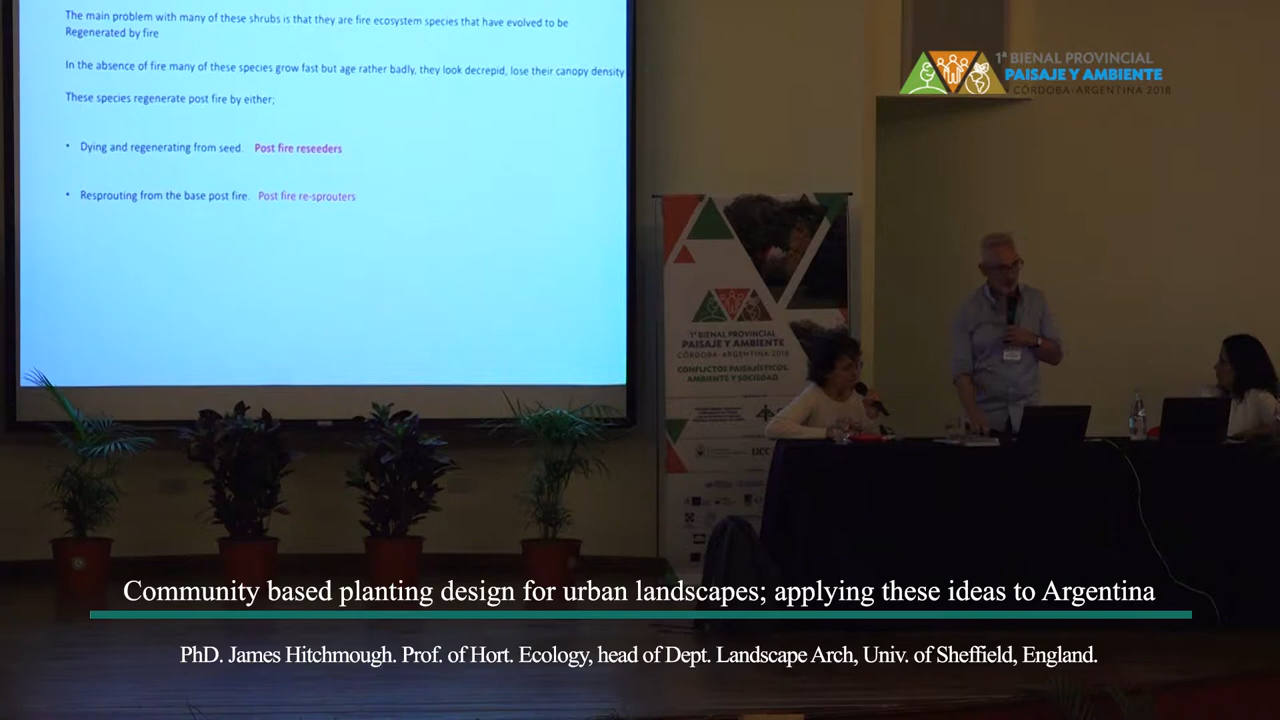 The main problem with many of these shrubs is that they are fire ecosystem species that have evolved to be
Regenerated by fire
In the absence of fire many of these species grow fast but age rather badly, they look decrepid, lose their canopy density
These species regenerate post fire by either;
• Dying and regenerating from seed. Post fire reseeders
• Resprouting from the base post fire. Post fire re-sprouters
1ª BIENAL PROVINCIAL
PAISAJE Y AMBIENTE
CÓRDOBA-ARGENTINA 2018
1ª BIENAL PROVINCIAL
PAISAJE Y AMBIENTE
CÓRDOBA-ARGENTINA 2018
CONFLICTOS PAISAJÍSTICOS,
AMBIENTE Y SOCIEDAD.
UCC
Community based planting design for urban landscapes; applying these ideas to Argentina
PhD. James Hitchmough. Prof. of Hort. Ecology, head of Dept. Landscape Arch, Univ. of Sheffield, England.